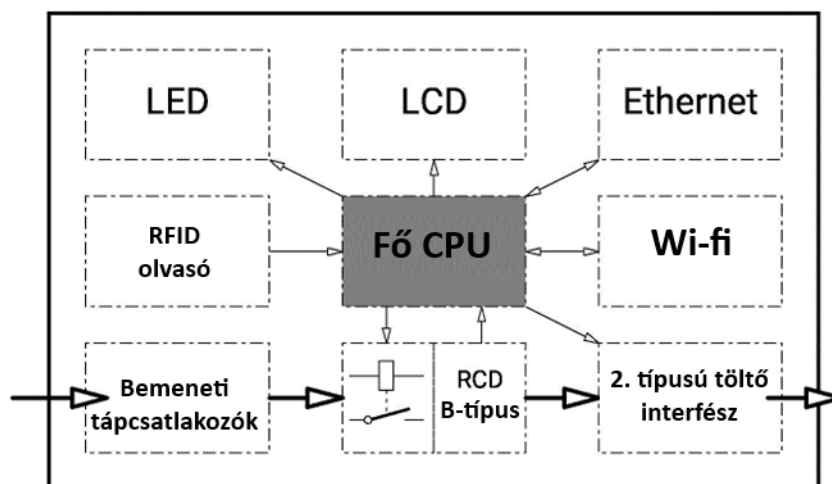 LED
LCD
Ethernet
RFID
olvasó
Fő CPU
Wi-fi
Bemeneti
tápcsatlakozók
RCD
B-típus
2. típusú töltő
interfész